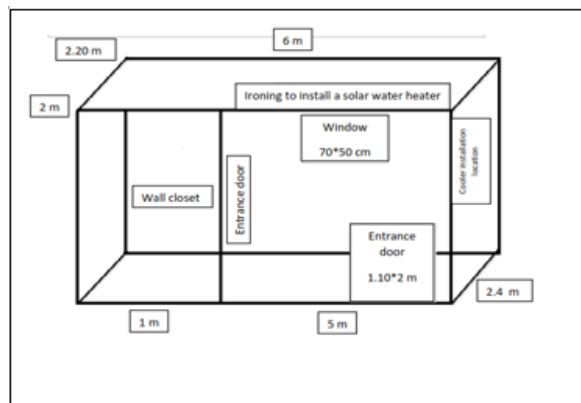 6 m
2.20 m
2 m
Ironing to install a solar water heater
Window
70*50 cm
Cooler installation
location
Wall closet
Entrance door
Entrance
door
1.10*2 m
2.4 m
1 m
5 m